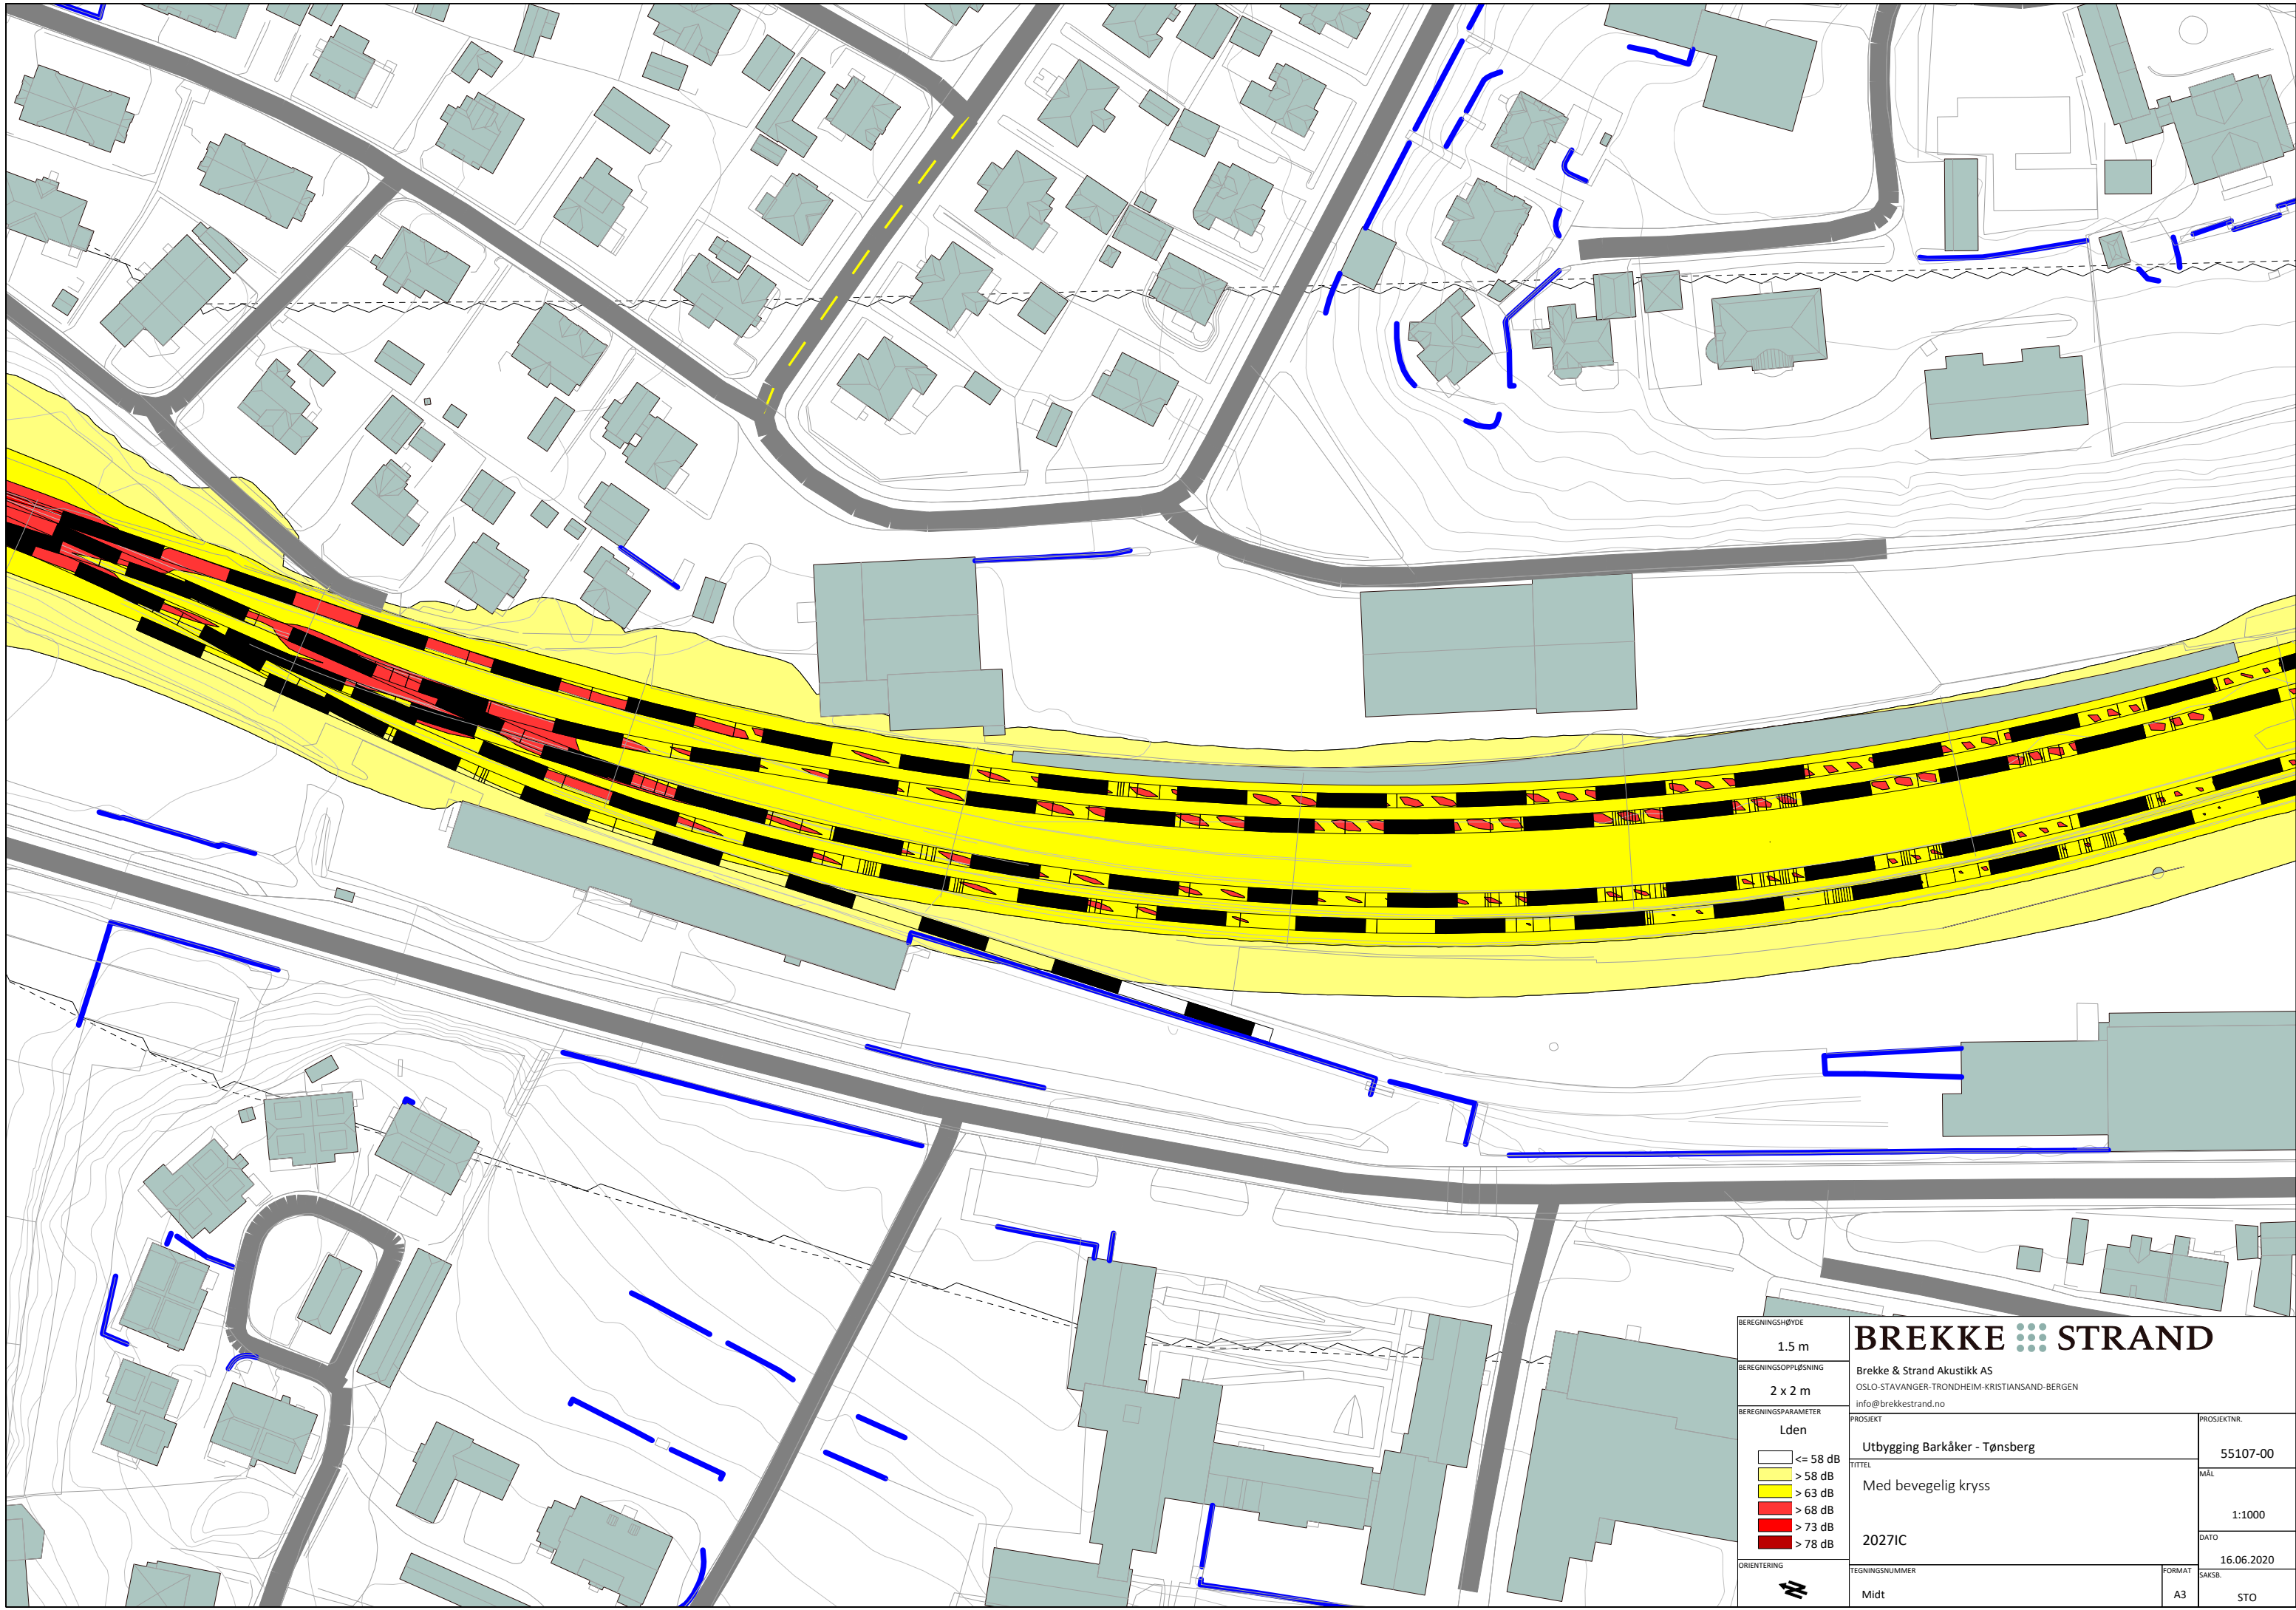 BEREGNINGSHØYDE
1.5 m
BEREGNINGSOPPLØSNING
2 x 2 m
BEREGNINGSPARAMETER
Lden
<= 58 dB
> 58 dB
> 63 dB
> 68 dB
> 73 dB
> 78 dB
ORIENTERING
BREKKE STRAND
Brekke & Strand Akustikk AS
OSLO-STAVANGER-TRONDHEIM-KRISTIANSAND-BERGEN
info@brekkestrand.no
PROSJEKT
Utbygging Barkåker - Tønsberg
PROSJEKTNR.
55107-00
TITTEL
Med bevegelig kryss
2027IC
MÅL
1:1000
DATO
16.06.2020
TEGNINGSNUMMER
Midt
FORMAT
A3
SAKSB.
STO